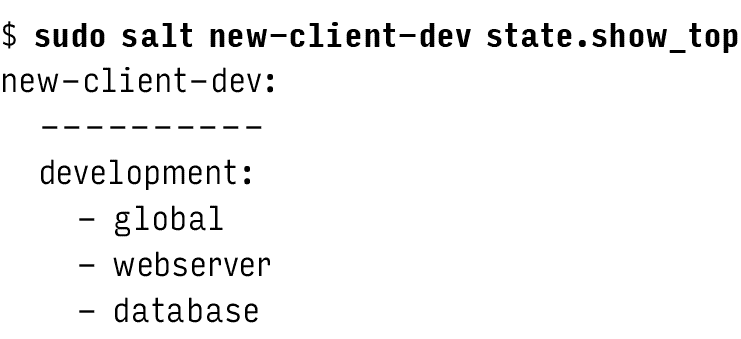 $ sudo salt new-client-dev state.show_top
new-client-dev:
----------
development:
- global
- webserver
- database